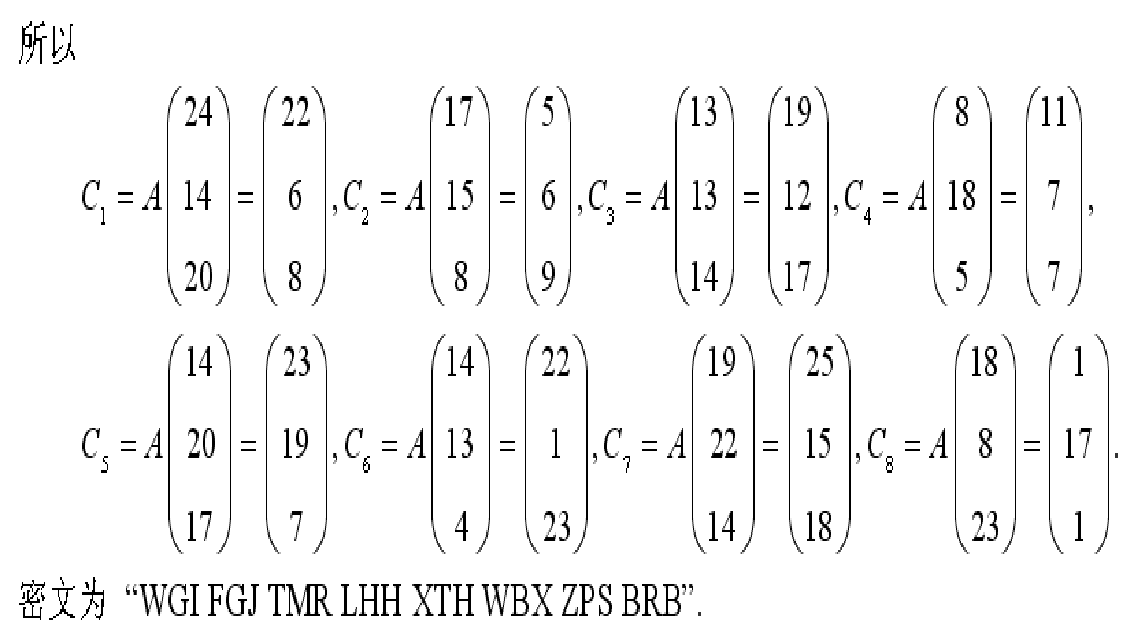 所以
C₁ = A(24 14 20) = (22 6 8), C₂ = A(17 15 8) = (5 6 9), C₃ = A(13 13 14) = (19 12 17), C₄ = A(8 18 5) = (11 7 7),
C₅ = A(14 20 17) = (23 19 7), C₆ = A(14 13 4) = (22 1 23), C₇ = A(19 22 14) = (25 15 18), C₈ = A(18 8 23) = (1 17 1).
密文为 “WGI FGJ TMR LHH XTH WBX ZPS BRB”.